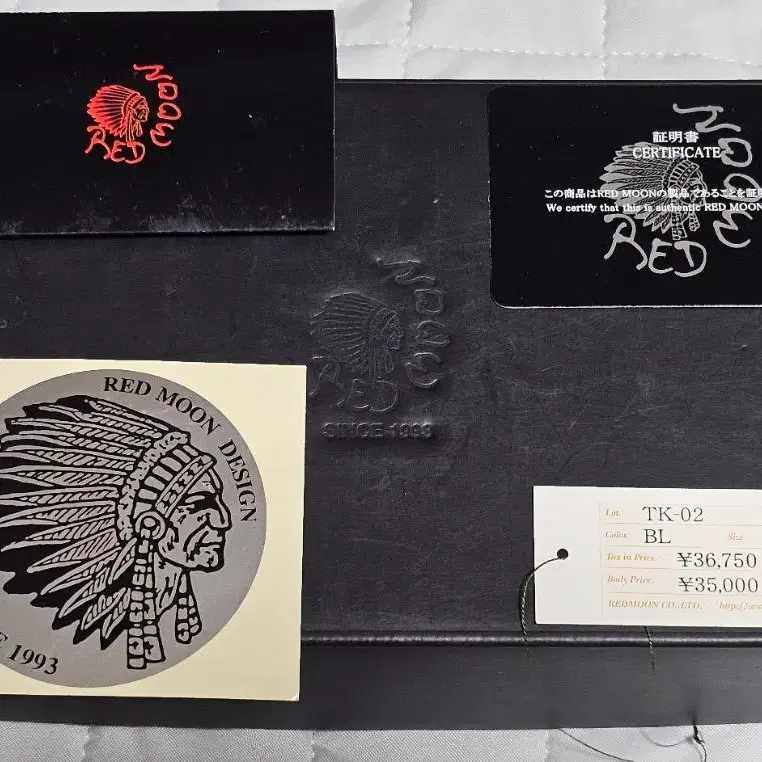 RED MOON
証明書
CERTIFICATE
この商品はRED MOONの製品であることを証明
We certify that this is authentic RED MOON
RED MOON
RED MOON
SINCE 1993
RED MOON DESIGN
1993
Lot. TK-02
Color. BL Size.
Tax in Price. ¥36,750
Body Price. ¥35,000
REDMOON CO.,LTD. http://